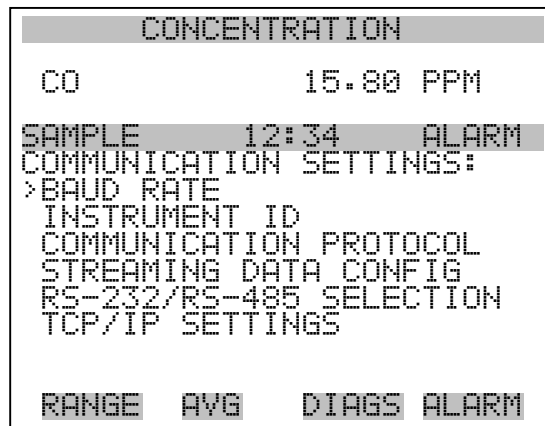 CONCENTRATION
CO 15.80 PPM
SAMPLE 12:34 ALARM
COMMUNICATION SETTINGS:
>BAUD RATE
INSTRUMENT ID
COMMUNICATION PROTOCOL
STREAMING DATA CONFIG
RS-232/RS-485 SELECTION
TCP/IP SETTINGS
RANGE AVG DIAGS ALARM